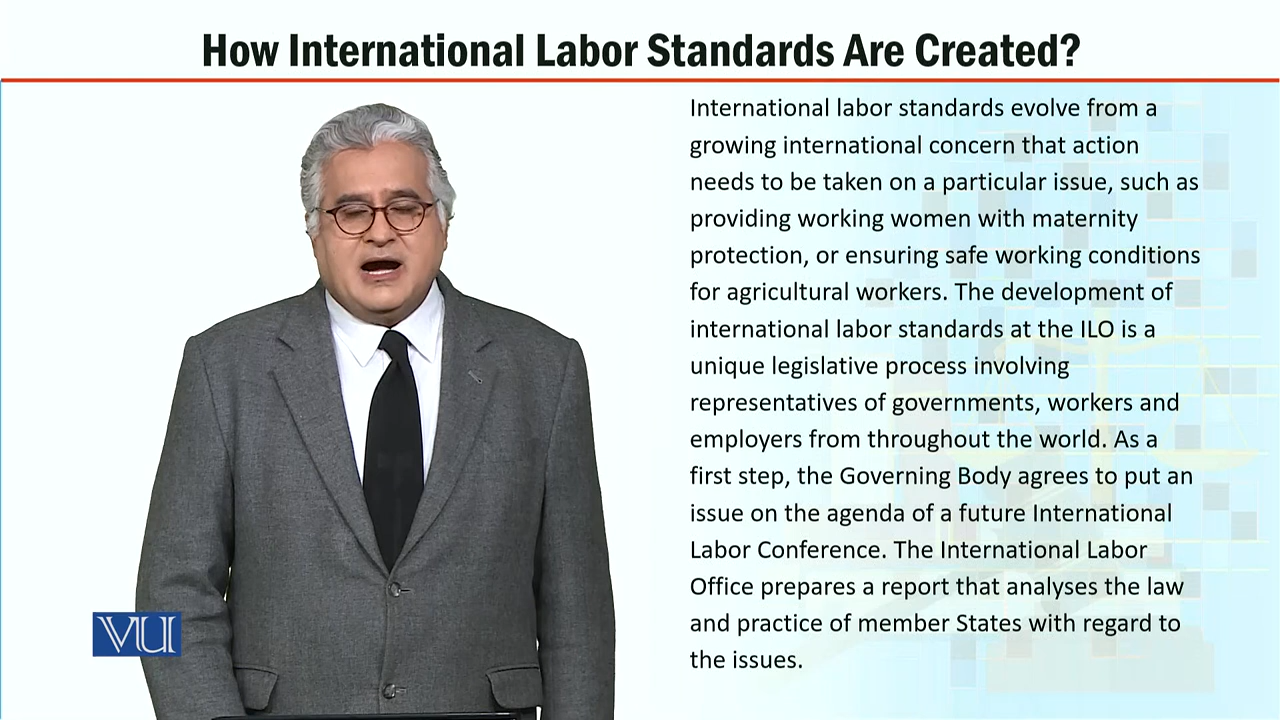 How International Labor Standards Are Created?
International labor standards evolve from a
growing international concern that action
needs to be taken on a particular issue, such as
providing working women with maternity
protection, or ensuring safe working conditions
for agricultural workers. The development of
international labor standards at the ILO is a
unique legislative process involving
representatives of governments, workers and
employers from throughout the world. As a
first step, the Governing Body agrees to put an
issue on the agenda of a future International
Labor Conference. The International Labor
Office prepares a report that analyses the law
and practice of member States with regard to
the issues.
VU